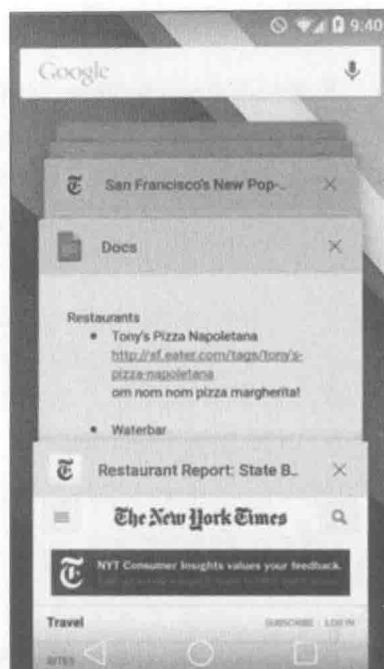 9:40
Google
San Francisco's New Pop-..
Docs
Restaurants
• Tony's Pizza Napoletana
http://sf.eater.com/tags/tony's-
pizza-napoletana
om nom nom pizza margherita!
• Waterbar
Restaurant Report: State B..
The New York Times
NYT Consumer Insights values your feedback.
Travel SUBSCRIBE LOG IN
BITES